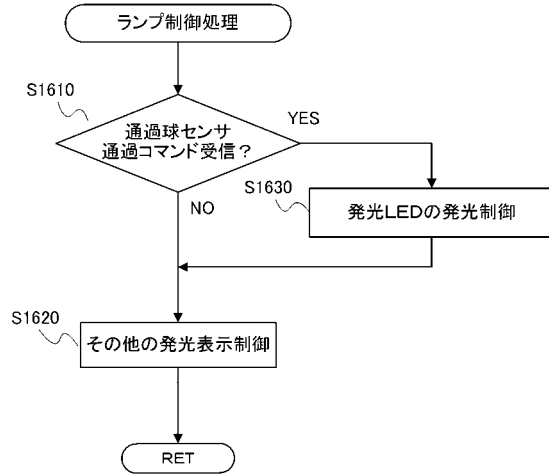 ランプ制御処理
S1610
通過球センサ
通過コマンド受信？
YES
S1630
発光LEDの発光制御
NO
S1620
その他の発光表示制御
RET